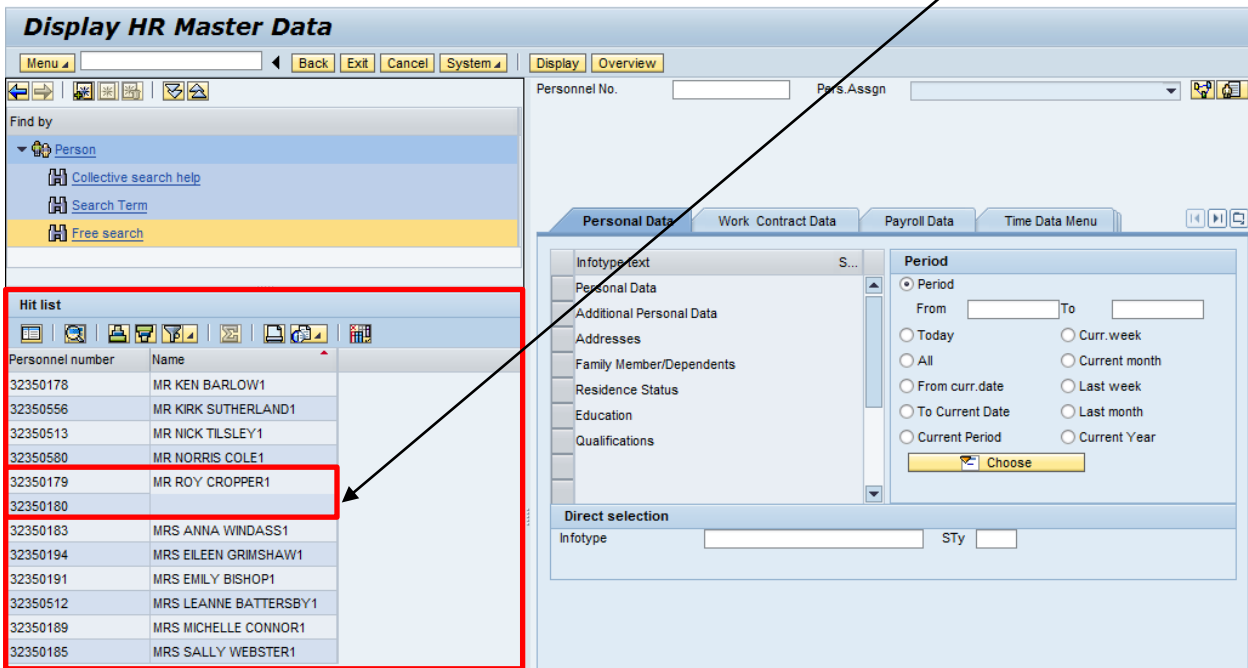 Display HR Master Data
Menu Back Exit Cancel System Display Overview
Find by
Person
Collective search help
Search Term
Free search
Personnel No. Pers.Assgn
Personal Data Work Contract Data Payroll Data Time Data Menu
Infotype text S...
Personal Data
Additional Personal Data
Addresses
Family Member/Dependents
Residence Status
Education
Qualifications
Period
Period
From To
Today Curr.week
All Current month
From curr.date Last week
To Current Date Last month
Current Period Current Year
Choose
Direct selection
Infotype STy
Hit list
Personnel number Name
32350178 MR KEN BARLOW1
32350556 MR KIRK SUTHERLAND1
32350513 MR NICK TILSLEY1
32350580 MR NORRIS COLE1
32350179 MR ROY CROPPER1
32350180
32350183 MRS ANNA WINDASS1
32350194 MRS EILEEN GRIMSHAW1
32350191 MRS EMILY BISHOP1
32350512 MRS LEANNE BATTERSBY1
32350189 MRS MICHELLE CONNOR1
32350185 MRS SALLY WEBSTER1